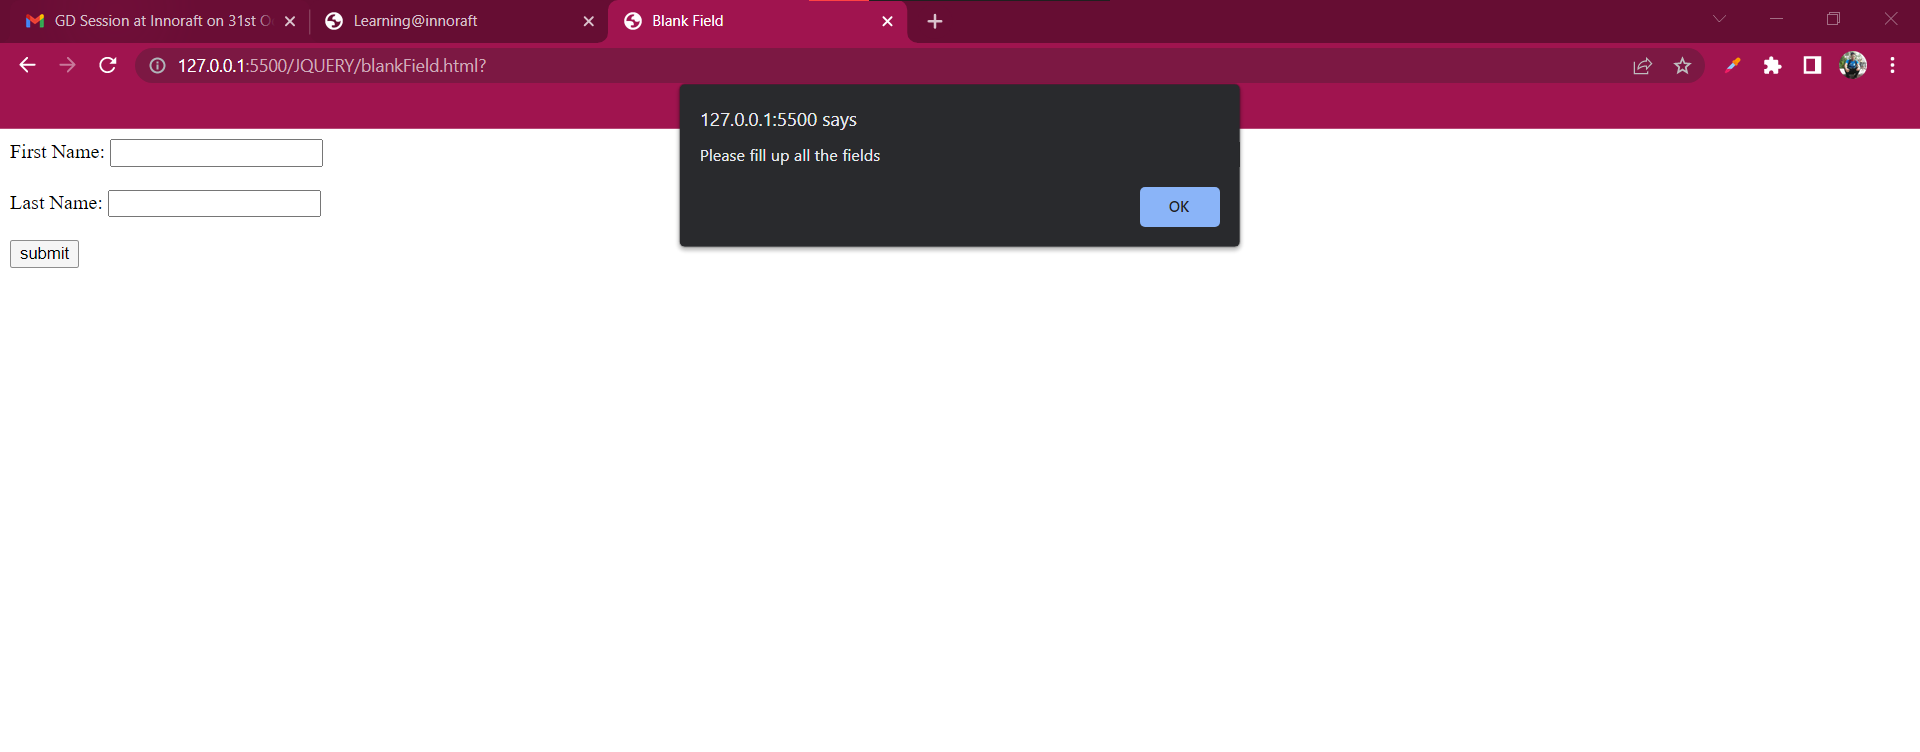 GD Session at Innoraft on 31st O
Learning@innoraft
Blank Field
127.0.0.1:5500/JQUERY/blankField.html?
127.0.0.1:5500 says
Please fill up all the fields
OK
First Name:
Last Name:
submit